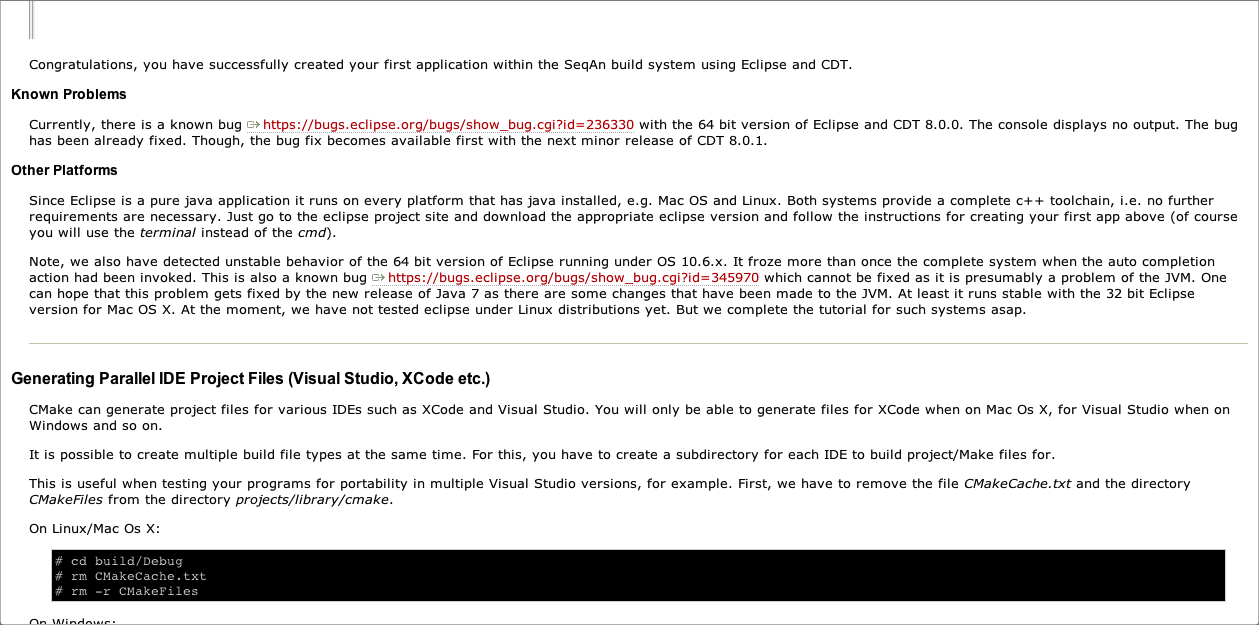 Congratulations, you have successfully created your first application within the SeqAn build system using Eclipse and CDT.
Known Problems
Currently, there is a known bug https://bugs.eclipse.org/bugs/show_bug.cgi?id=236330 with the 64 bit version of Eclipse and CDT 8.0.0. The console displays no output. The bug
has been already fixed. Though, the bug fix becomes available first with the next minor release of CDT 8.0.1.
Other Platforms
Since Eclipse is a pure java application it runs on every platform that has java installed, e.g. Mac OS and Linux. Both systems provide a complete c++ toolchain, i.e. no further
requirements are necessary. Just go to the eclipse project site and download the appropriate eclipse version and follow the instructions for creating your first app above (of course
you will use the terminal instead of the cmd).
Note, we also have detected unstable behavior of the 64 bit version of Eclipse running under OS 10.6.x. It froze more than once the complete system when the auto completion
action had been invoked. This is also a known bug https://bugs.eclipse.org/bugs/show_bug.cgi?id=345970 which cannot be fixed as it is presumably a problem of the JVM. One
can hope that this problem gets fixed by the new release of Java 7 as there are some changes that have been made to the JVM. At least it runs stable with the 32 bit Eclipse
version for Mac OS X. At the moment, we have not tested eclipse under Linux distributions yet. But we complete the tutorial for such systems asap.
Generating Parallel IDE Project Files (Visual Studio, XCode etc.)
CMake can generate project files for various IDEs such as XCode and Visual Studio. You will only be able to generate files for XCode when on Mac Os X, for Visual Studio when on
Windows and so on.
It is possible to create multiple build file types at the same time. For this, you have to create a subdirectory for each IDE to build project/Make files for.
This is useful when testing your programs for portability in multiple Visual Studio versions, for example. First, we have to remove the file CMakeCache.txt and the directory
CMakeFiles from the directory projects/library/cmake.
On Linux/Mac Os X:
# cd build/Debug
# rm CMakeCache.txt
# rm -r CMakeFiles
On Windows: